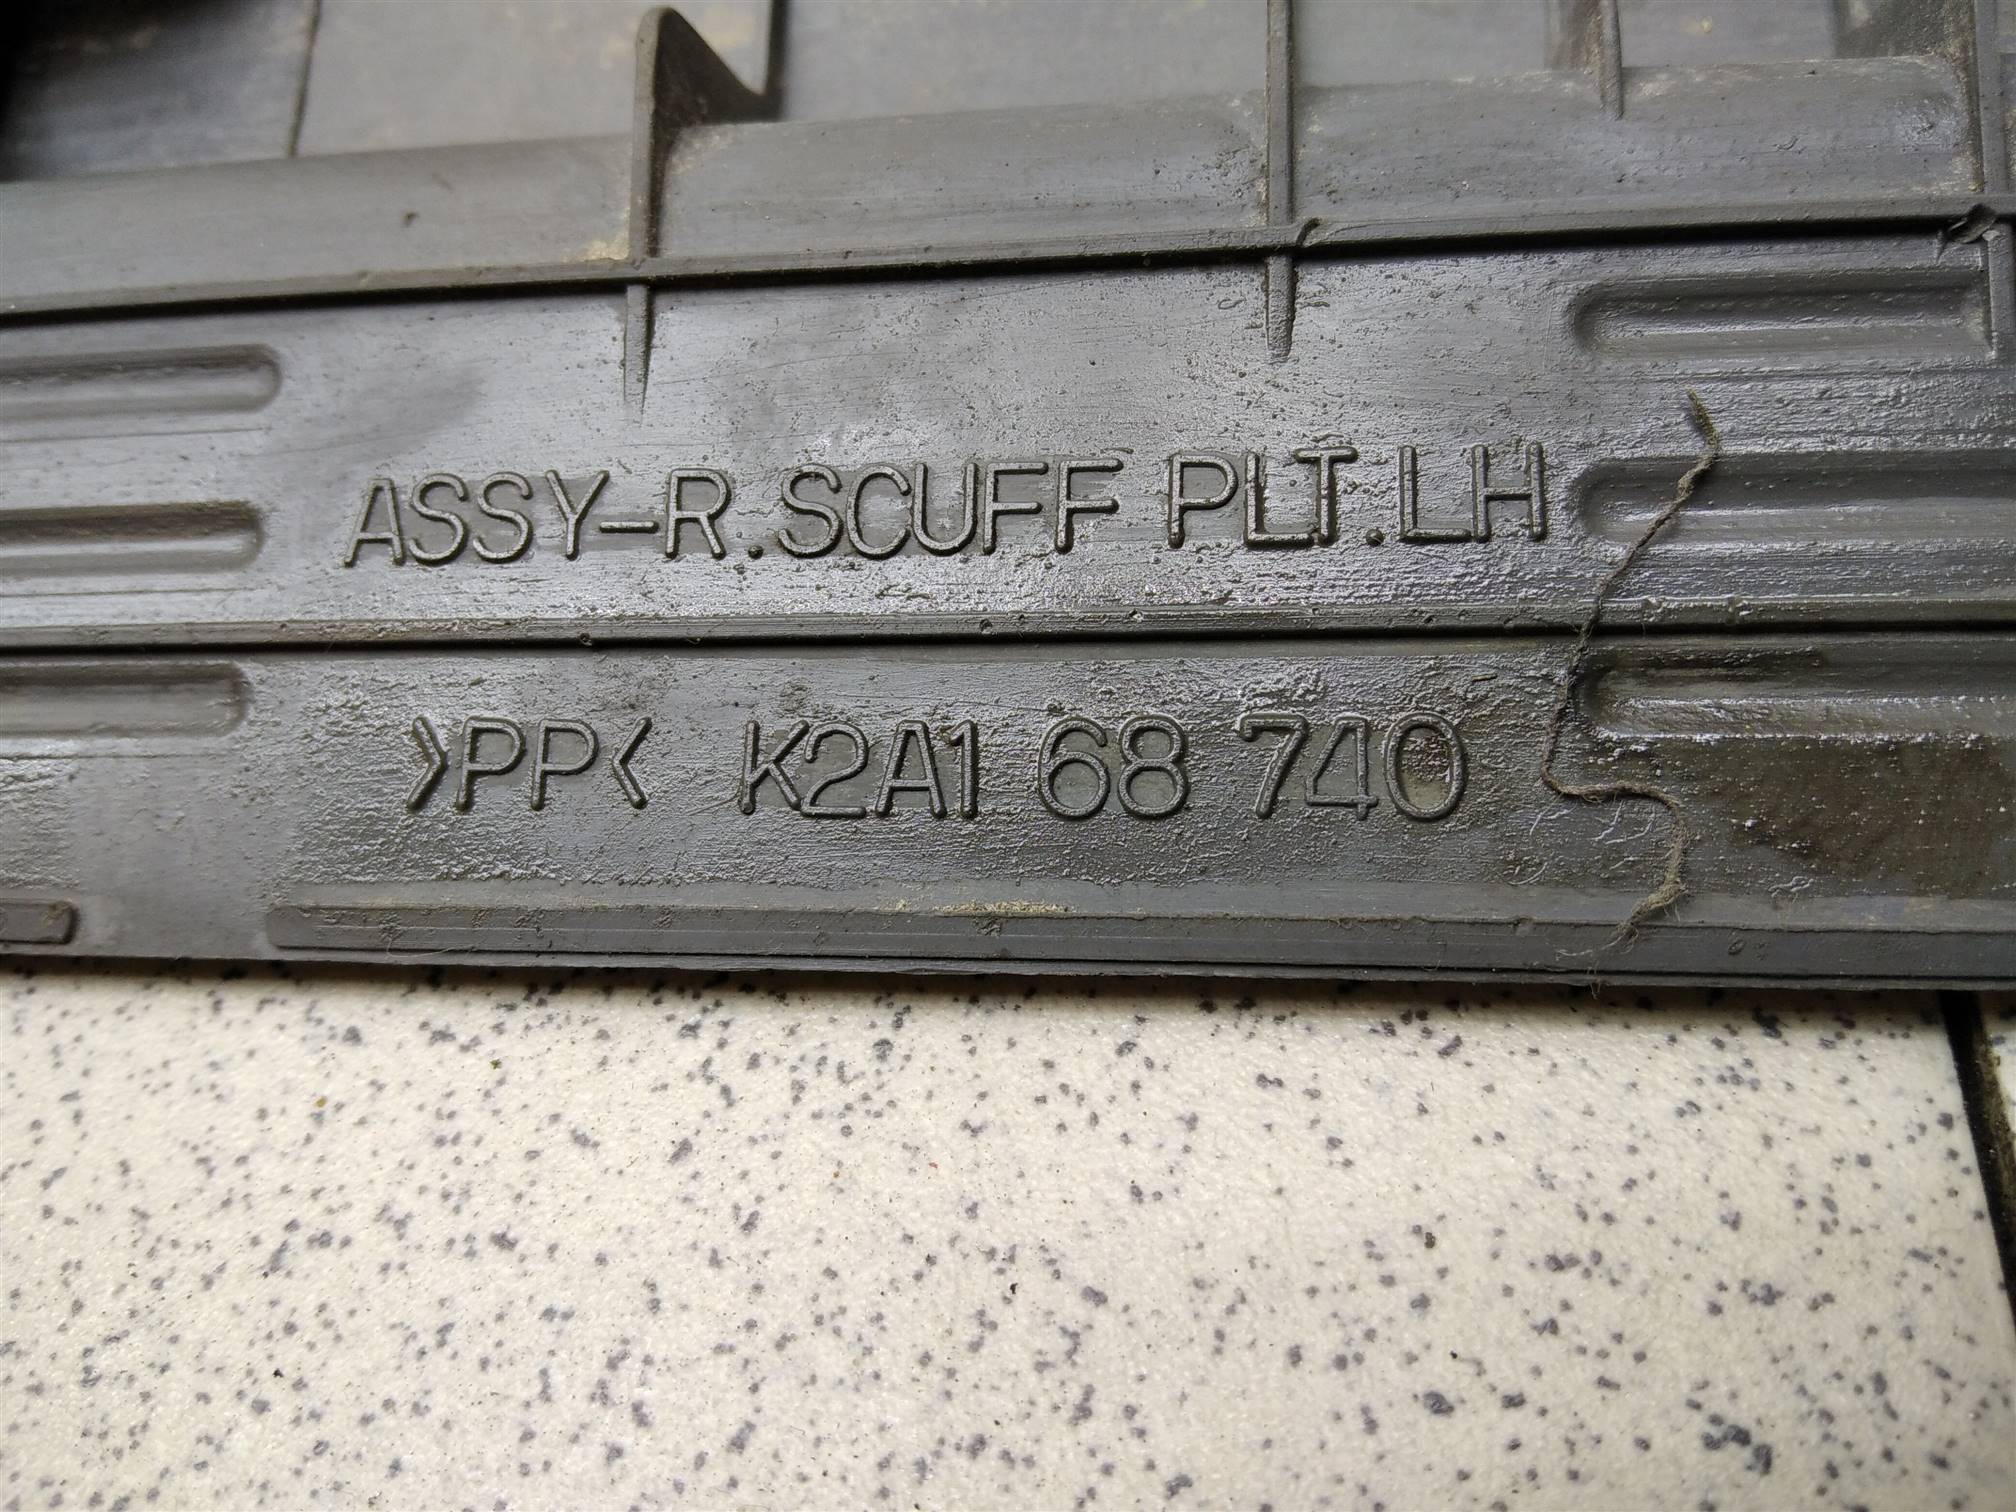 ASSY-R.SCUFF PLT.LH
>PP< K2A1 68 740